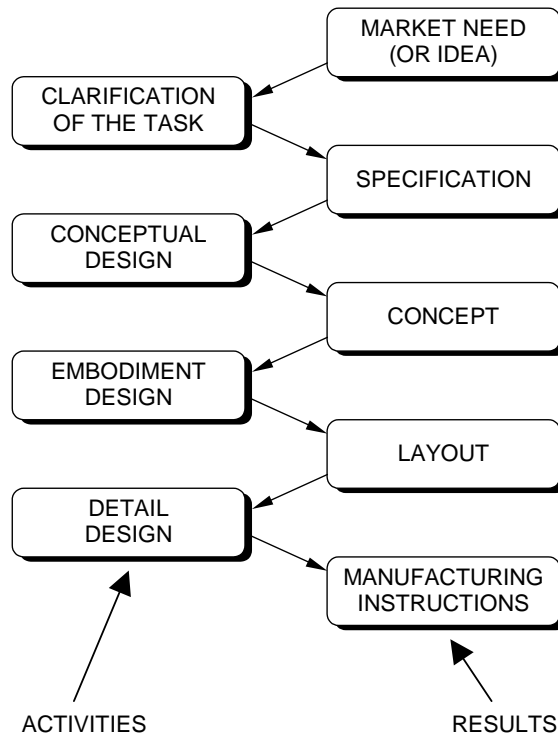 MARKET NEED
(OR IDEA)
CLARIFICATION
OF THE TASK
SPECIFICATION
CONCEPTUAL
DESIGN
CONCEPT
EMBODIMENT
DESIGN
LAYOUT
DETAIL
DESIGN
MANUFACTURING
INSTRUCTIONS
ACTIVITIES
RESULTS